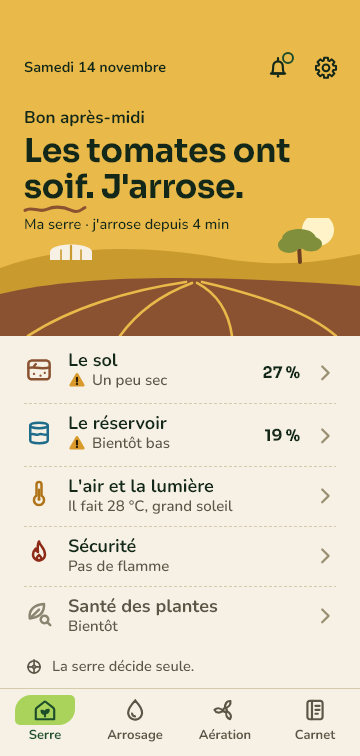 Samedi 14 novembre
Bon après-midi
Les tomates ont
soif. J'arrose.
Ma serre · j'arrose depuis 4 min
Le sol
Un peu sec
27 %
Le réservoir
Bientôt bas
19 %
L'air et la lumière
Il fait 28 °C, grand soleil
Sécurité
Pas de flamme
Santé des plantes
Bientôt
La serre décide seule.
Serre
Arrosage
Aération
Carnet